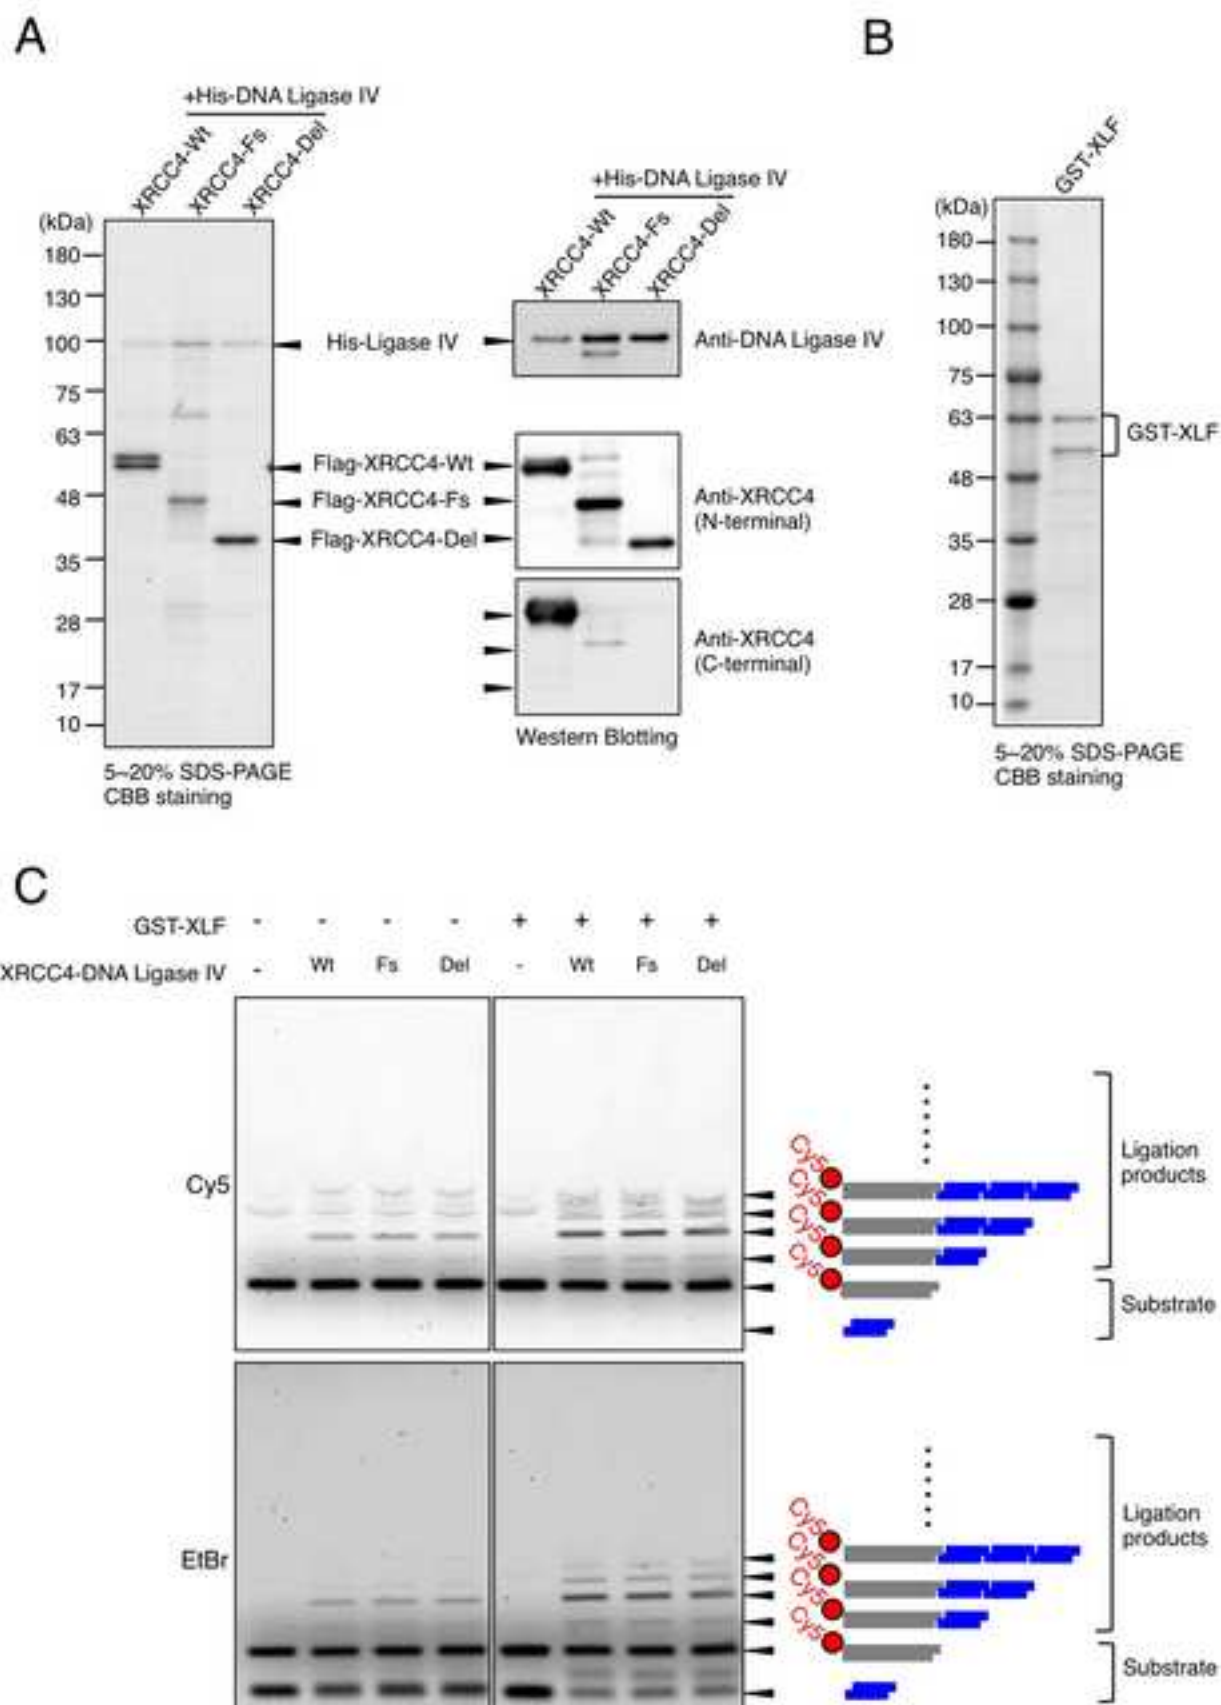 A
+His-DNA Ligase IV
XRCC4-Wt
XRCC4-Fs
XRCC4-Del
(kDa)
180
130
100
75
63
48
35
28
17
10
5~20% SDS-PAGE
CBB staining
His-Ligase IV
Flag-XRCC4-Wt
Flag-XRCC4-Fs
Flag-XRCC4-Del
+His-DNA Ligase IV
XRCC4-Wt
XRCC4-Fs
XRCC4-Del
Anti-DNA Ligase IV
Anti-XRCC4
(N-terminal)
Anti-XRCC4
(C-terminal)
Western Blotting
B
GST-XLF
(kDa)
180
130
100
75
63
48
35
28
17
10
GST-XLF
5~20% SDS-PAGE
CBB staining
C
GST-XLF - - - - + + + +
XRCC4-DNA Ligase IV - Wt Fs Del - Wt Fs Del
Cy5
Cy5
Cy5
Cy5
Cy5
Ligation
products
Substrate
EtBr
Cy5
Cy5
Cy5
Cy5
Ligation
products
Substrate